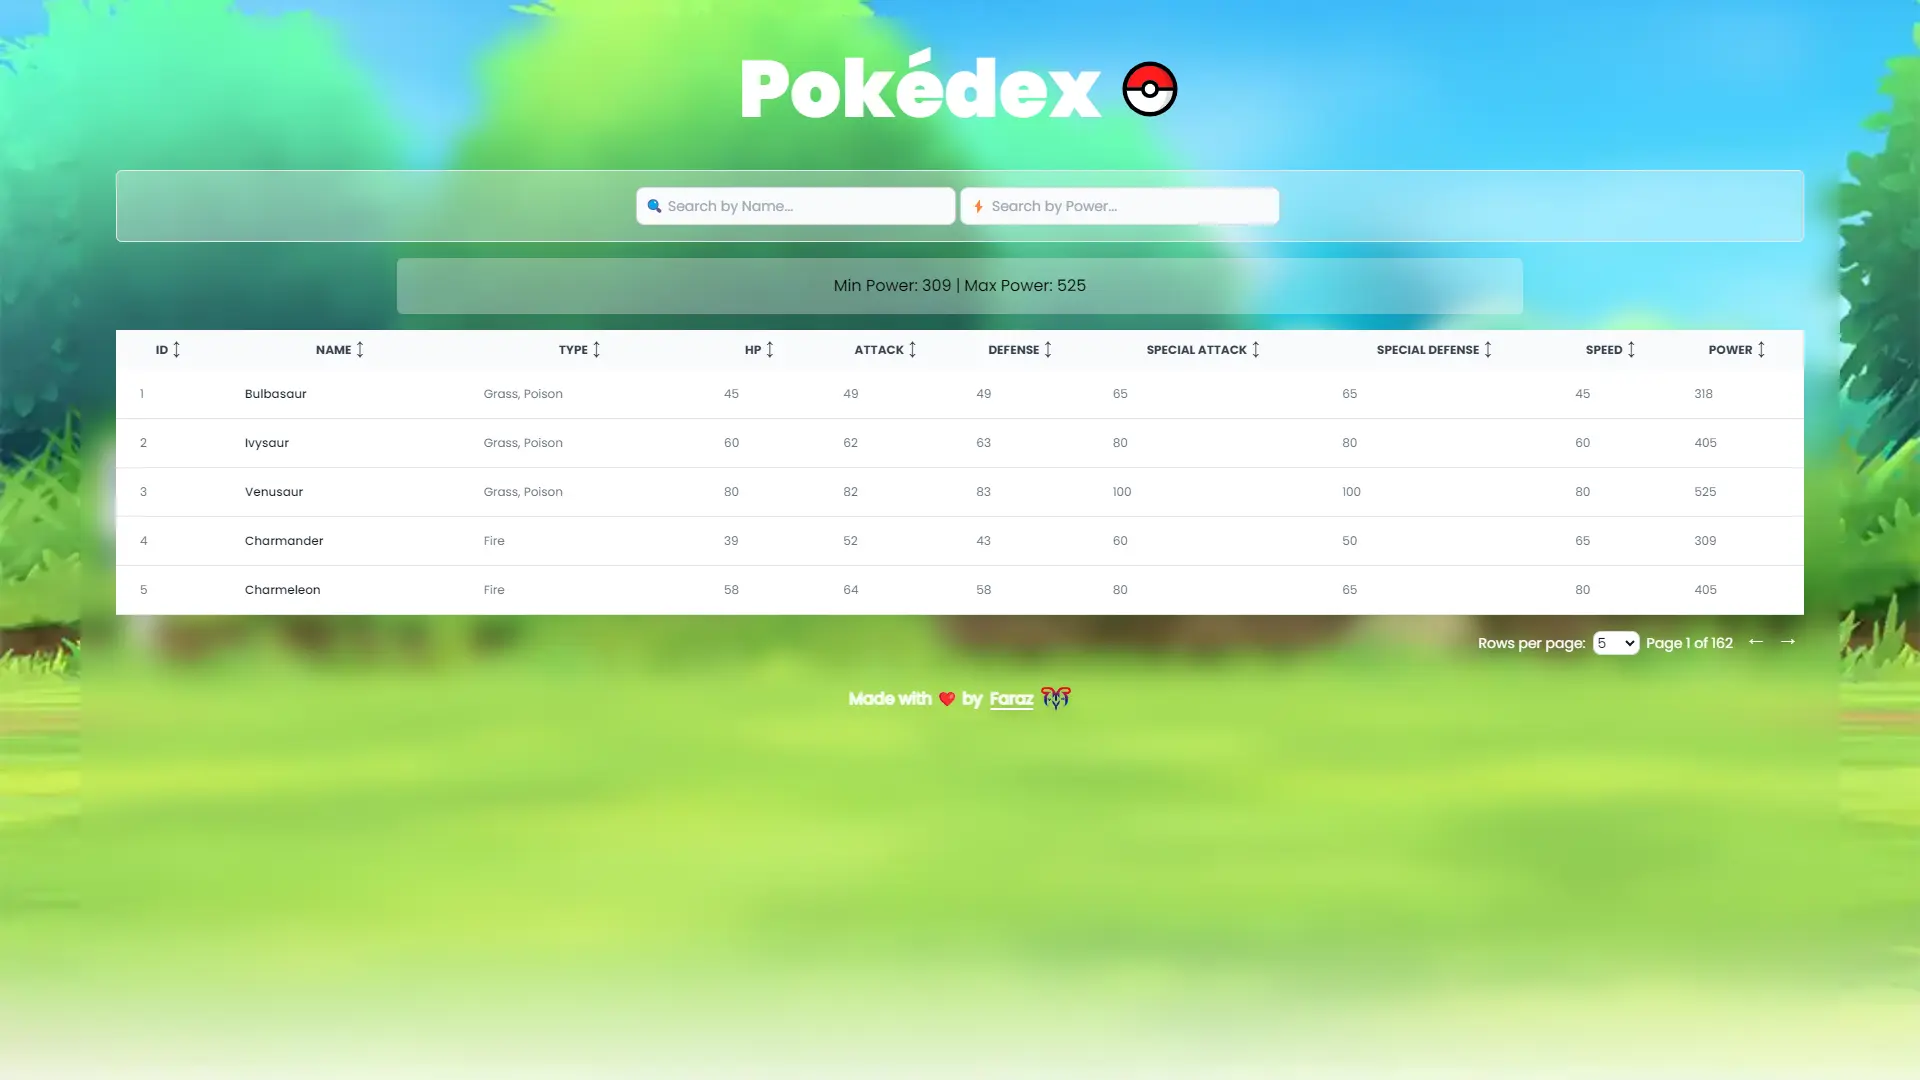 Pokédex
Search by Name... Search by Power...
Min Power: 309 | Max Power: 525
ID NAME TYPE HP ATTACK DEFENSE SPECIAL ATTACK SPECIAL DEFENSE SPEED POWER
1 Bulbasaur Grass, Poison 45 49 49 65 65 45 318
2 Ivysaur Grass, Poison 60 62 63 80 80 60 405
3 Venusaur Grass, Poison 80 82 83 100 100 80 525
4 Charmander Fire 39 52 43 60 50 65 309
5 Charmeleon Fire 58 64 58 80 65 80 405
Rows per page: 5 Page 1 of 162 ← →
Made with ❤️ by Faraz